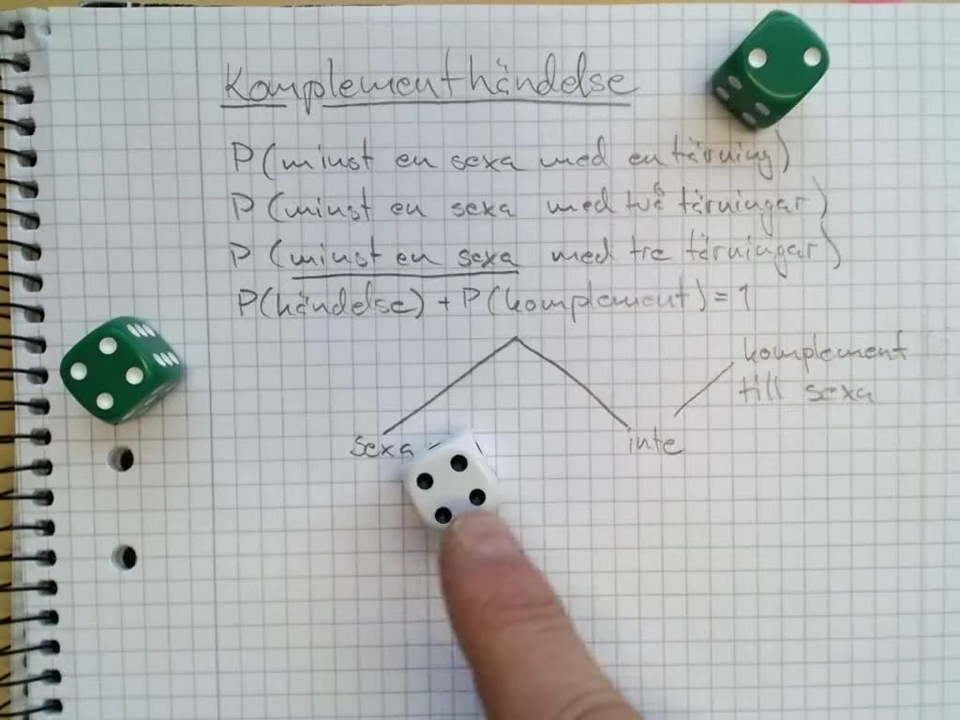 Komplementhändelse
P(minst en sexa med en tärning)
P(minst en sexa med två tärningar)
P(minst en sexa med tre tärningar)
P(händelse) + P(komplement) = 1
komplement
till sexa
sexa
inte